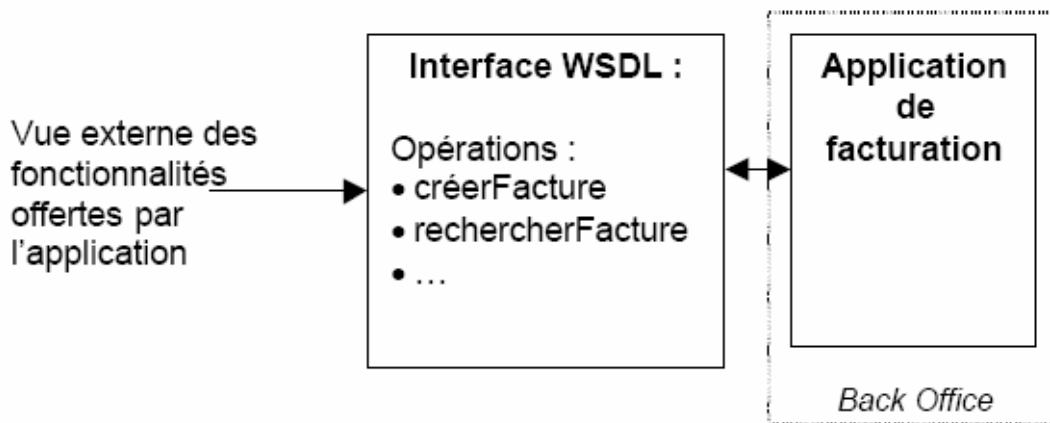 Vue externe des
fonctionnalités
offertes par
l'application
Interface WSDL :
Opérations :
• créerFacture
• rechercherFacture
• …
Application
de
facturation
Back Office